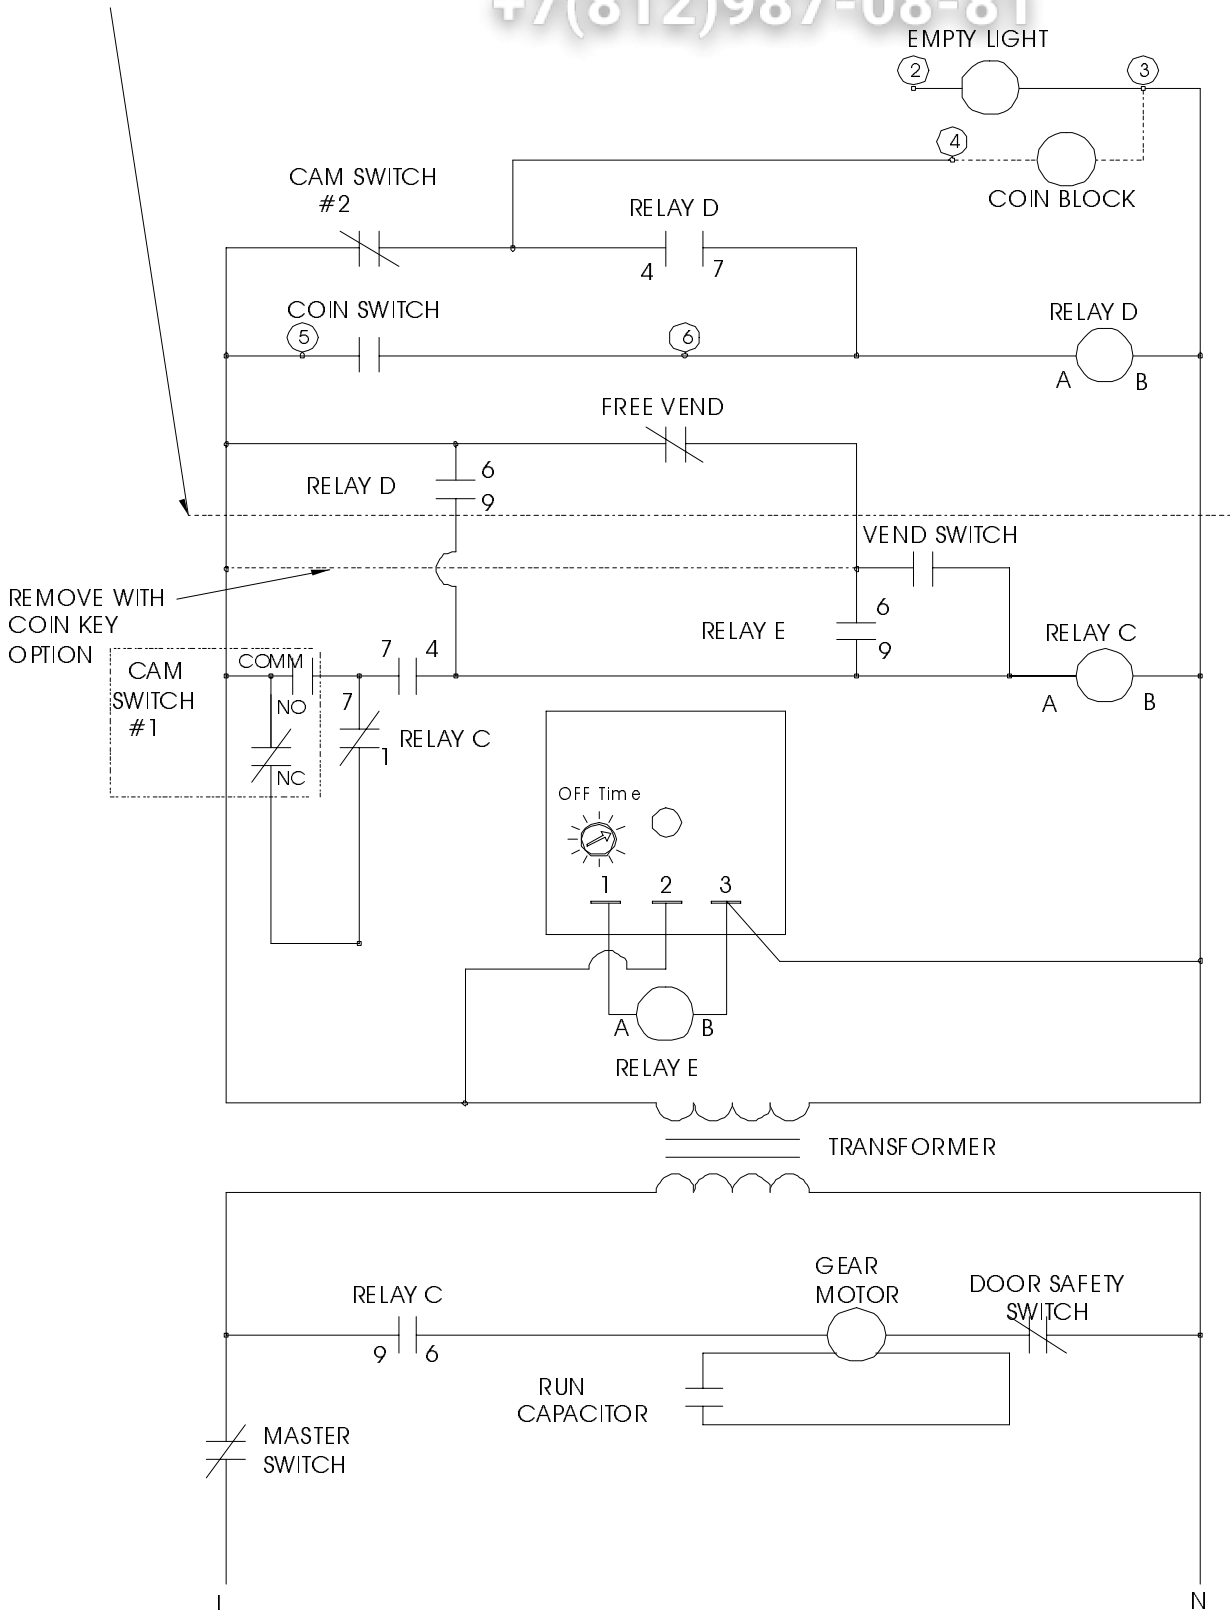 +7(812)987-08-81
EMPTY LIGHT
2
3
4
COIN BLOCK
CAM SWITCH
#2
RELAY D
4
7
COIN SWITCH
5
6
RELAY D
A
B
FREE VEND
RELAY D
6
9
VEND SWITCH
REMOVE WITH
COIN KEY
OPTION
RELAY E
6
9
RELAY C
A
B
CAM
SWITCH
#1
COMM
NO
NC
7
4
7
1
RELAY C
OFF Time
1
2
3
A
B
RELAY E
TRANSFORMER
RELAY C
9
6
GEAR
MOTOR
DOOR SAFETY
SWITCH
RUN
CAPACITOR
MASTER
SWITCH
L
N